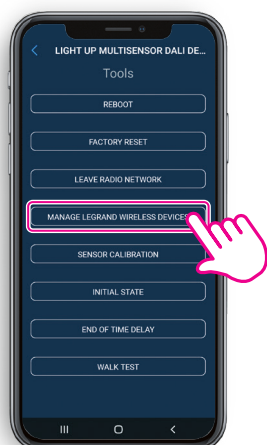 LIGHT UP MULTISENSOR DALI DE...
Tools
REBOOT
FACTORY RESET
LEAVE RADIO NETWORK
MANAGE LEGRAND WIRELESS DEVICES
SENSOR CALIBRATION
INITIAL STATE
END OF TIME DELAY
WALK TEST